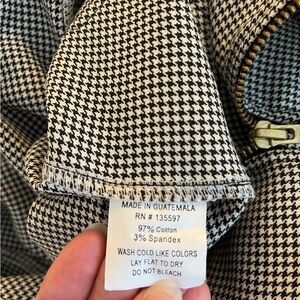 MADE IN GUATEMALA
RN # 135597
97% Cotton
3% Spandex
WASH COLD LIKE COLORS
LAY FLAT TO DRY
DO NOT BLEACH